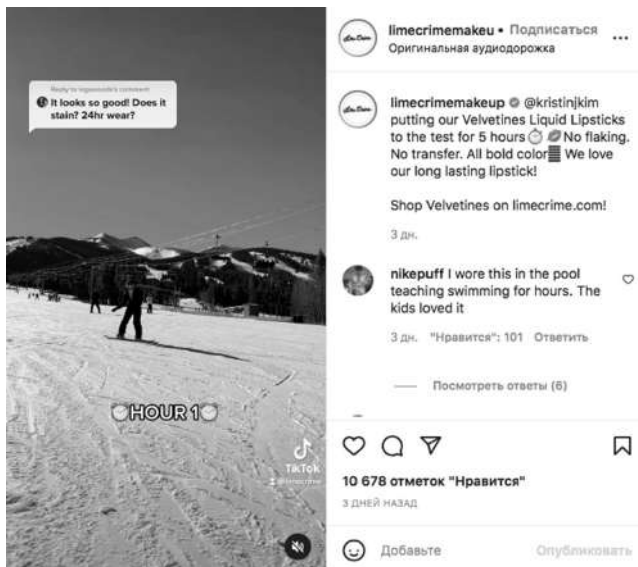 Reply to
comment
It looks so good! Does it
stain? 24hr wear?
HOUR 1
TikTok
@limecrime
limecrimemakeu • Подписаться
Оригинальная аудиодорожка
limecrimemakeup @kristinjkim
putting our Velvetines Liquid Lipsticks
to the test for 5 hours No flaking.
No transfer. All bold color We love
our long lasting lipstick!
Shop Velvetines on limecrime.com!
3 дн.
nikepuff I wore this in the pool
teaching swimming for hours. The
kids loved it
3 дн. "Нравится": 101 Ответить
Посмотреть ответы (6)
10 678 отметок "Нравится"
3 ДНЕЙ НАЗАД
Добавьте
Опубликовать